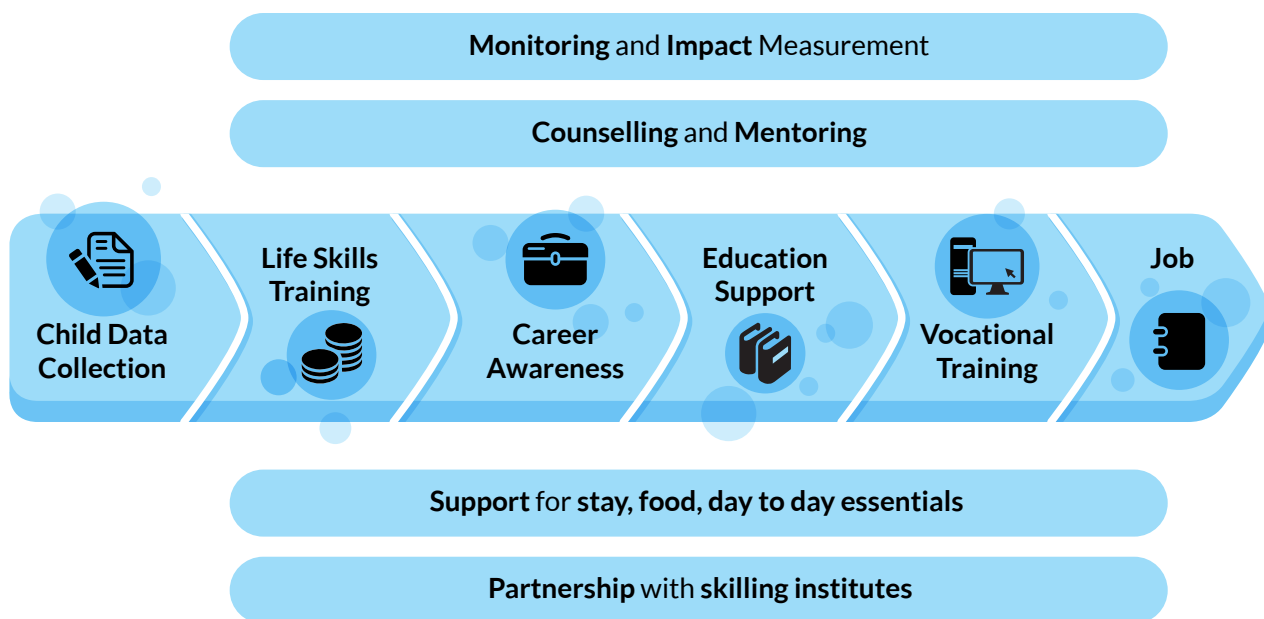 Monitoring and Impact Measurement
Counselling and Mentoring
Child Data
Collection
Life Skills
Training
Career
Awareness
Education
Support
Vocational
Training
Job
Support for stay, food, day to day essentials
Partnership with skilling institutes